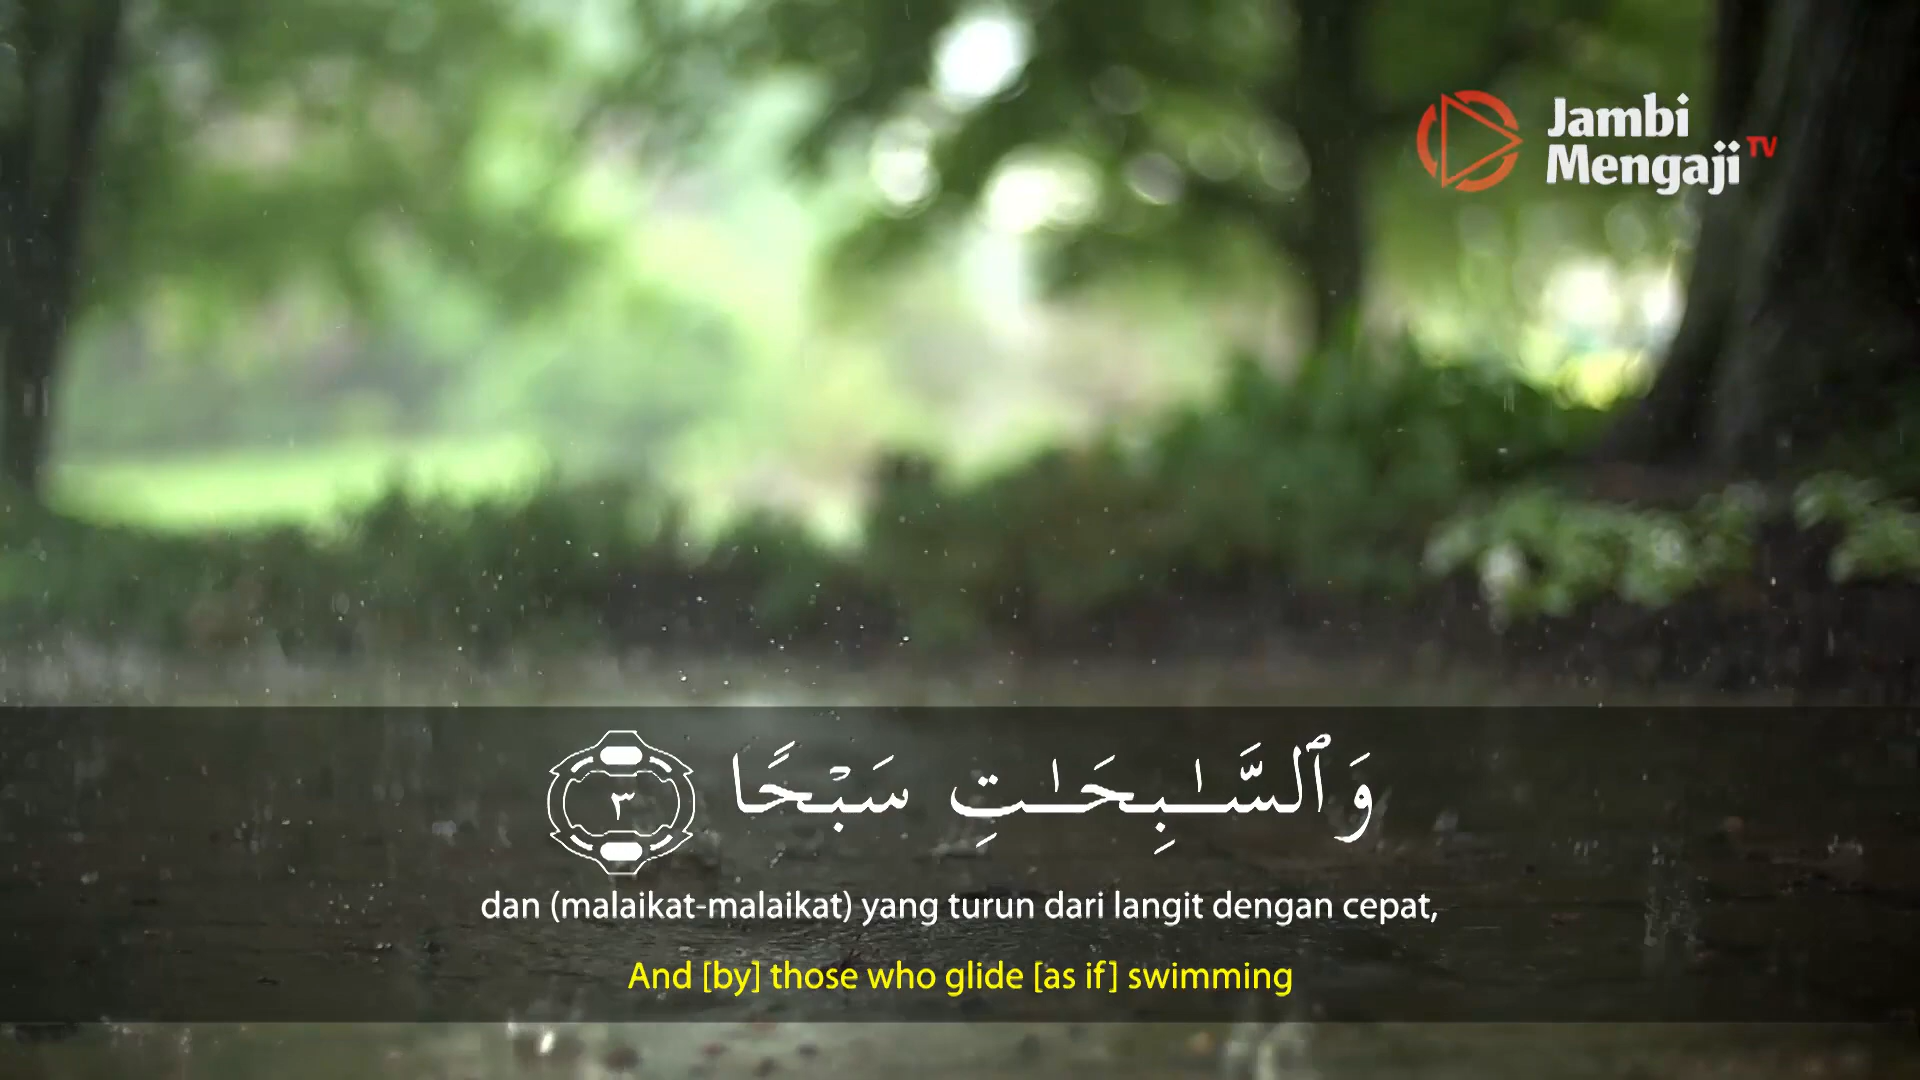 Jambi
Mengaji TV
وَٱلسَّـٰبِحَـٰتِ سَبْحًا ٣
dan (malaikat-malaikat) yang turun dari langit dengan cepat,
And [by] those who glide [as if] swimming